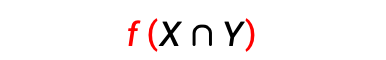 f (X ∩ Y)